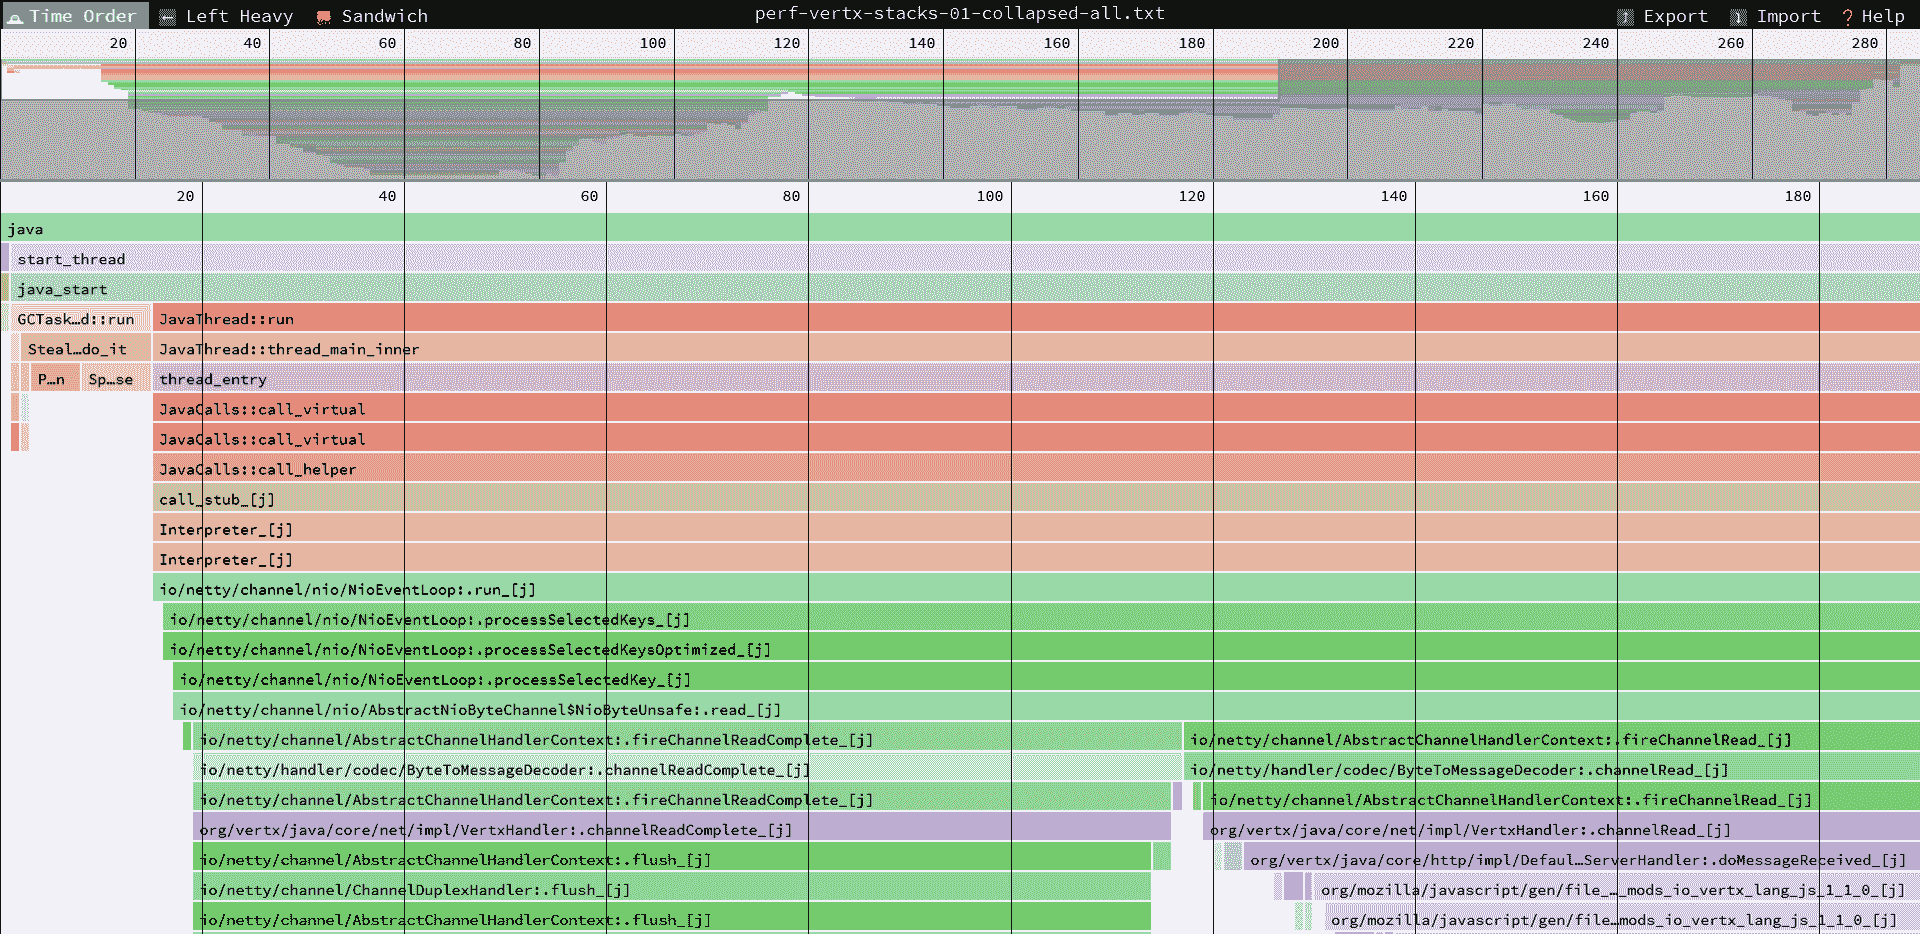 Time Order Left Heavy Sandwich perf-vertx-stacks-01-collapsed-all.txt Export Import ? Help
20 40 60 80 100 120 140 160 180 200 220 240 260 280
20 40 60 80 100 120 140 160 180
java
start_thread
java_start
GCTask…d::run JavaThread::run
Steal…do_it JavaThread::thread_main_inner
P…n Sp…se thread_entry
JavaCalls::call_virtual
JavaCalls::call_virtual
JavaCalls::call_helper
call_stub_[j]
Interpreter_[j]
Interpreter_[j]
io/netty/channel/nio/NioEventLoop:.run_[j]
io/netty/channel/nio/NioEventLoop:.processSelectedKeys_[j]
io/netty/channel/nio/NioEventLoop:.processSelectedKeysOptimized_[j]
io/netty/channel/nio/NioEventLoop:.processSelectedKey_[j]
io/netty/channel/nio/AbstractNioByteChannel$NioByteUnsafe:.read_[j]
io/netty/channel/AbstractChannelHandlerContext:.fireChannelReadComplete_[j] io/netty/channel/AbstractChannelHandlerContext:.fireChannelRead_[j]
io/netty/handler/codec/ByteToMessageDecoder:.channelReadComplete_[j] io/netty/handler/codec/ByteToMessageDecoder:.channelRead_[j]
io/netty/channel/AbstractChannelHandlerContext:.fireChannelReadComplete_[j] io/netty/channel/AbstractChannelHandlerContext:.fireChannelRead_[j]
org/vertx/java/core/net/impl/VertxHandler:.channelReadComplete_[j] org/vertx/java/core/net/impl/VertxHandler:.channelRead_[j]
io/netty/channel/AbstractChannelHandlerContext:.flush_[j] org/vertx/java/core/http/impl/Defaul…ServerHandler:.doMessageReceived_[j]
io/netty/channel/ChannelDuplexHandler:.flush_[j] org/mozilla/javascript/gen/file_…_mods_io_vertx_lang_js_1_1_0_[j]
io/netty/channel/AbstractChannelHandlerContext:.flush_[j] org/mozilla/javascript/gen/file…mods_io_vertx_lang_js_1_1_0_[j]